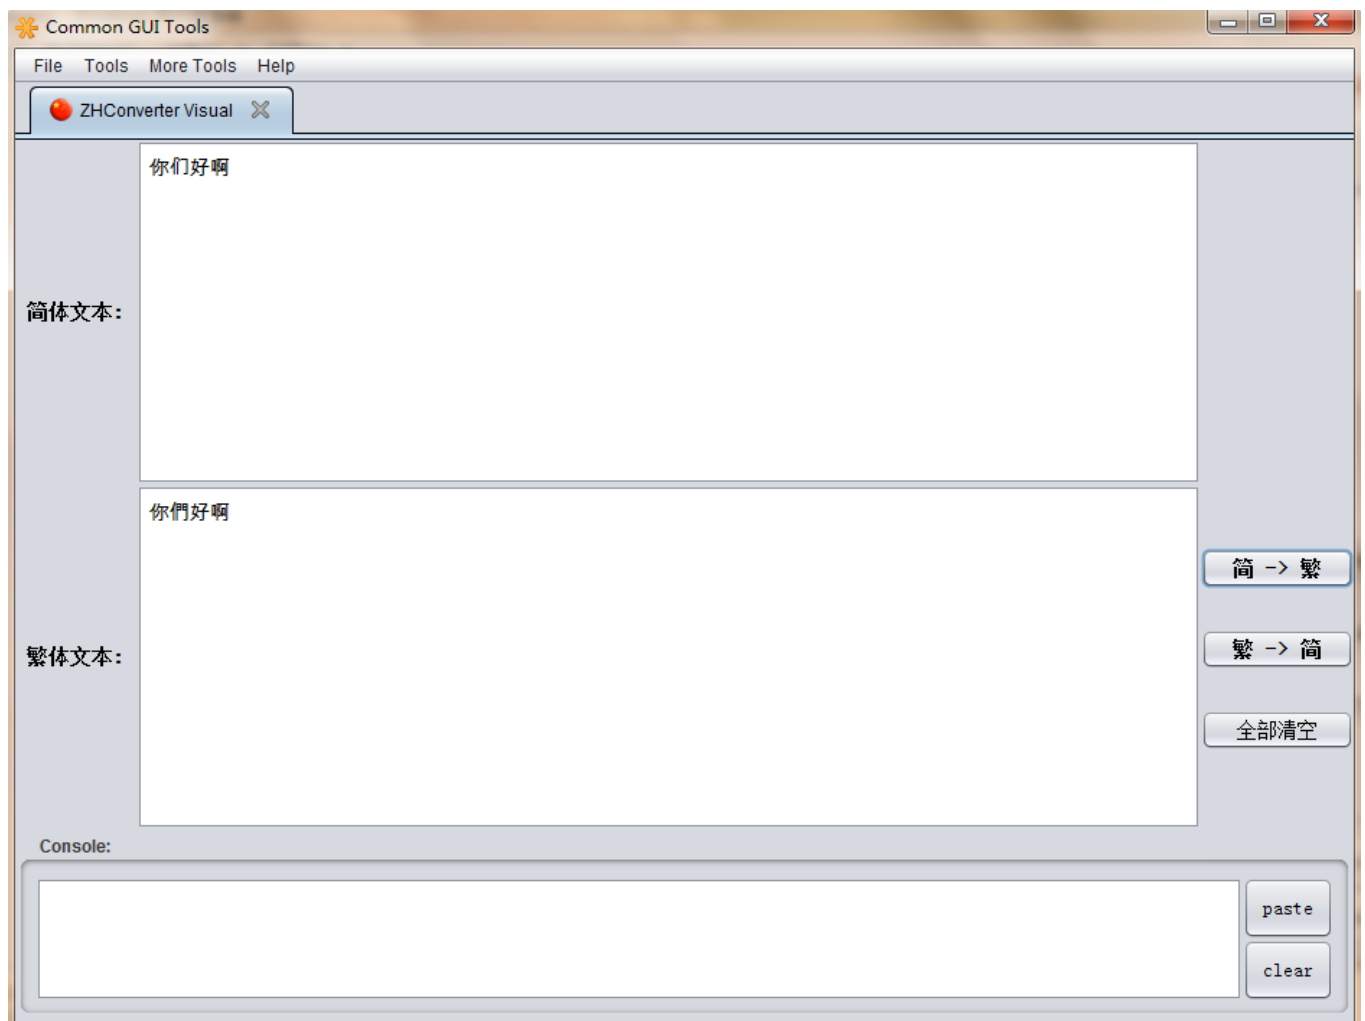 Common GUI Tools
File Tools More Tools Help
ZHConverter Visual
你们好啊
简体文本:
你們好啊
简 -> 繁
繁体文本:
繁 -> 简
全部清空
Console:
paste
clear